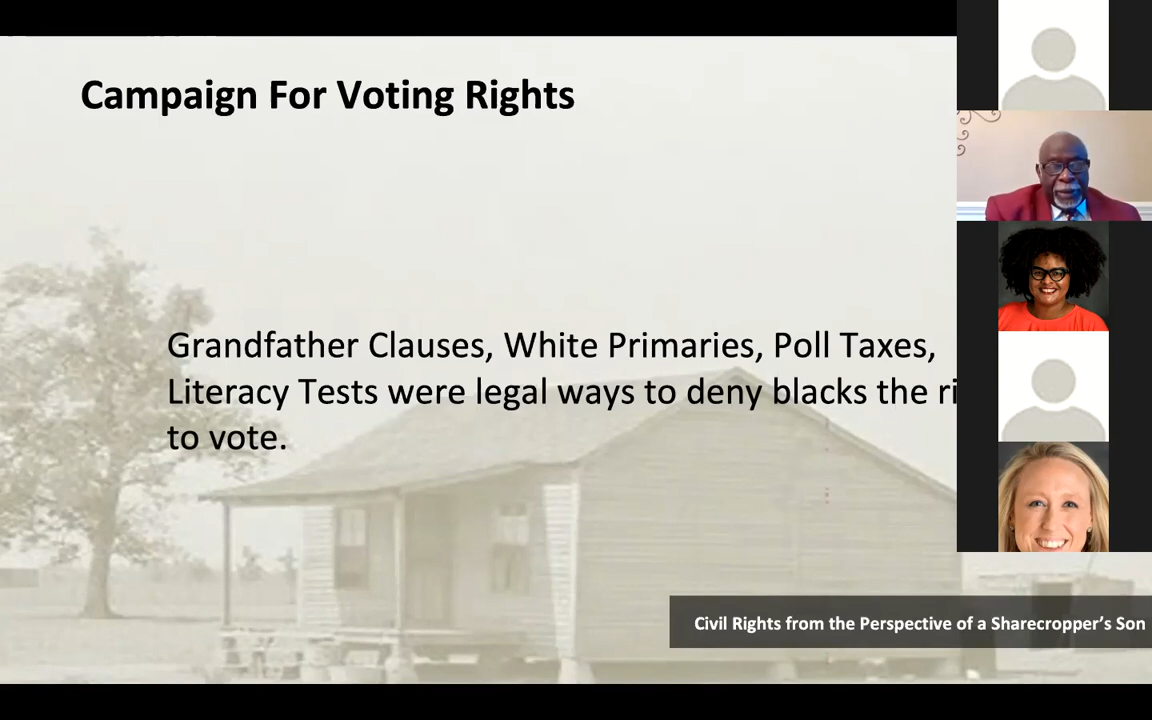 Campaign For Voting Rights
Grandfather Clauses, White Primaries, Poll Taxes,
Literacy Tests were legal ways to deny blacks the
to vote.
Civil Rights from the Perspective of a Sharecropper's Son